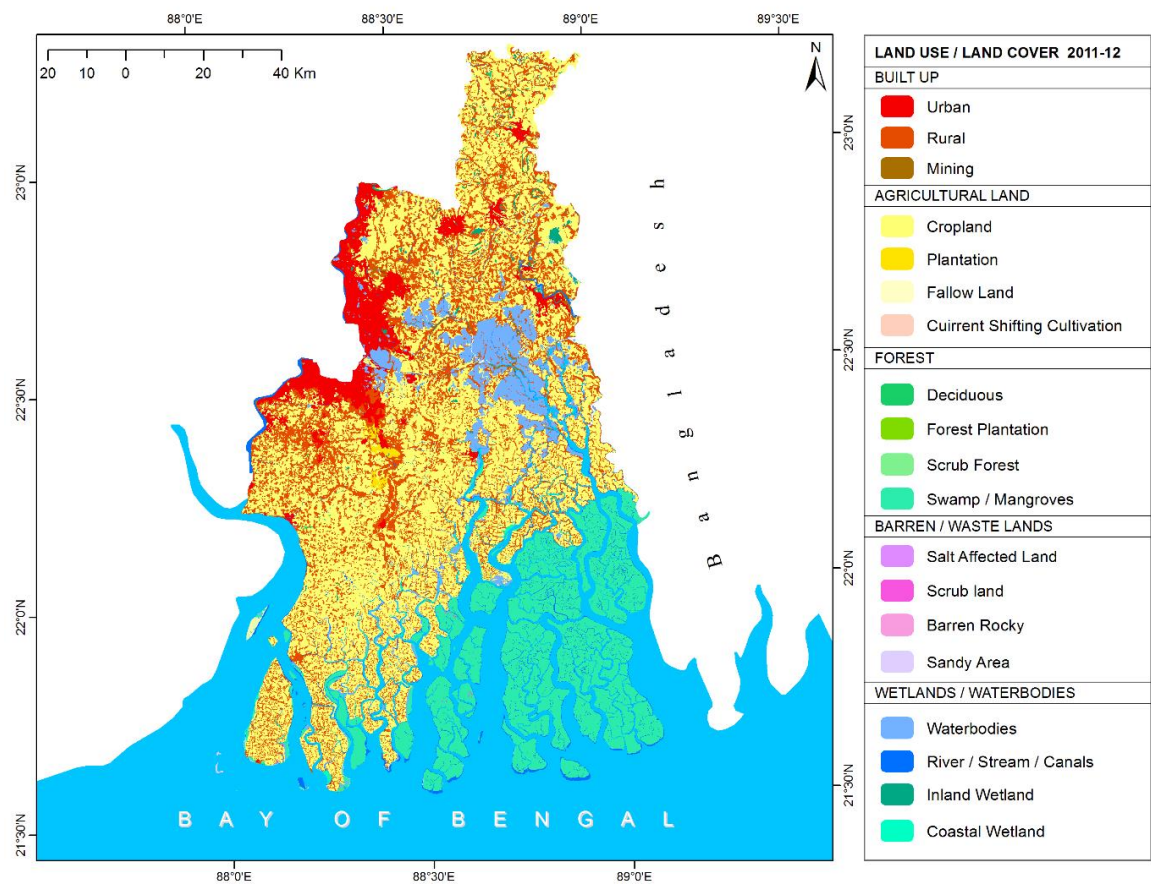 88°0'E 88°30'E 89°0'E 89°30'E
20 10 0 20 40 Km
N
23°0'N
22°30'N
22°0'N
21°30'N
23°0'N
22°30'N
22°0'N
21°30'N
Bangladesh
BAY OF BENGAL
88°0'E 88°30'E 89°0'E
LAND USE / LAND COVER 2011-12
BUILT UP
Urban
Rural
Mining
AGRICULTURAL LAND
Cropland
Plantation
Fallow Land
Cuirrent Shifting Cultivation
FOREST
Deciduous
Forest Plantation
Scrub Forest
Swamp / Mangroves
BARREN / WASTE LANDS
Salt Affected Land
Scrub land
Barren Rocky
Sandy Area
WETLANDS / WATERBODIES
Waterbodies
River / Stream / Canals
Inland Wetland
Coastal Wetland